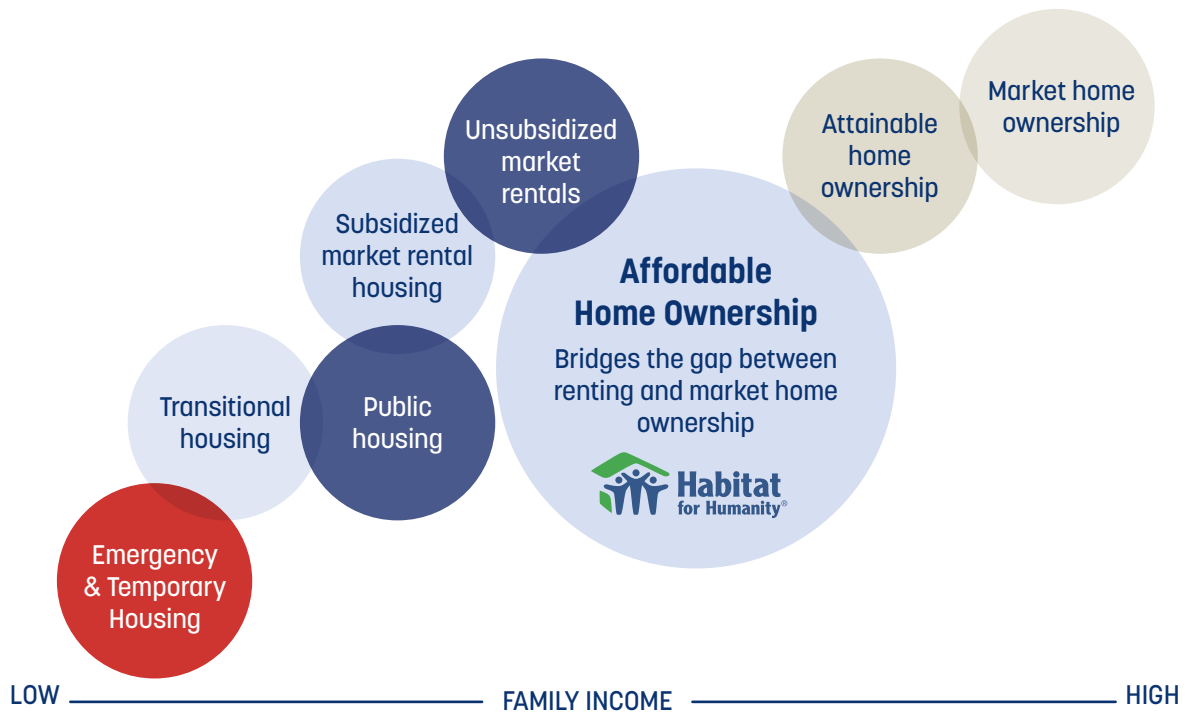 Market home
ownership
Attainable
home
ownership
Unsubsidized
market
rentals
Subsidized
market rental
housing
Affordable
Home Ownership
Bridges the gap between
renting and market home
ownership
Habitat
for Humanity®
Transitional
housing
Public
housing
Emergency
& Temporary
Housing
LOW
FAMILY INCOME
HIGH